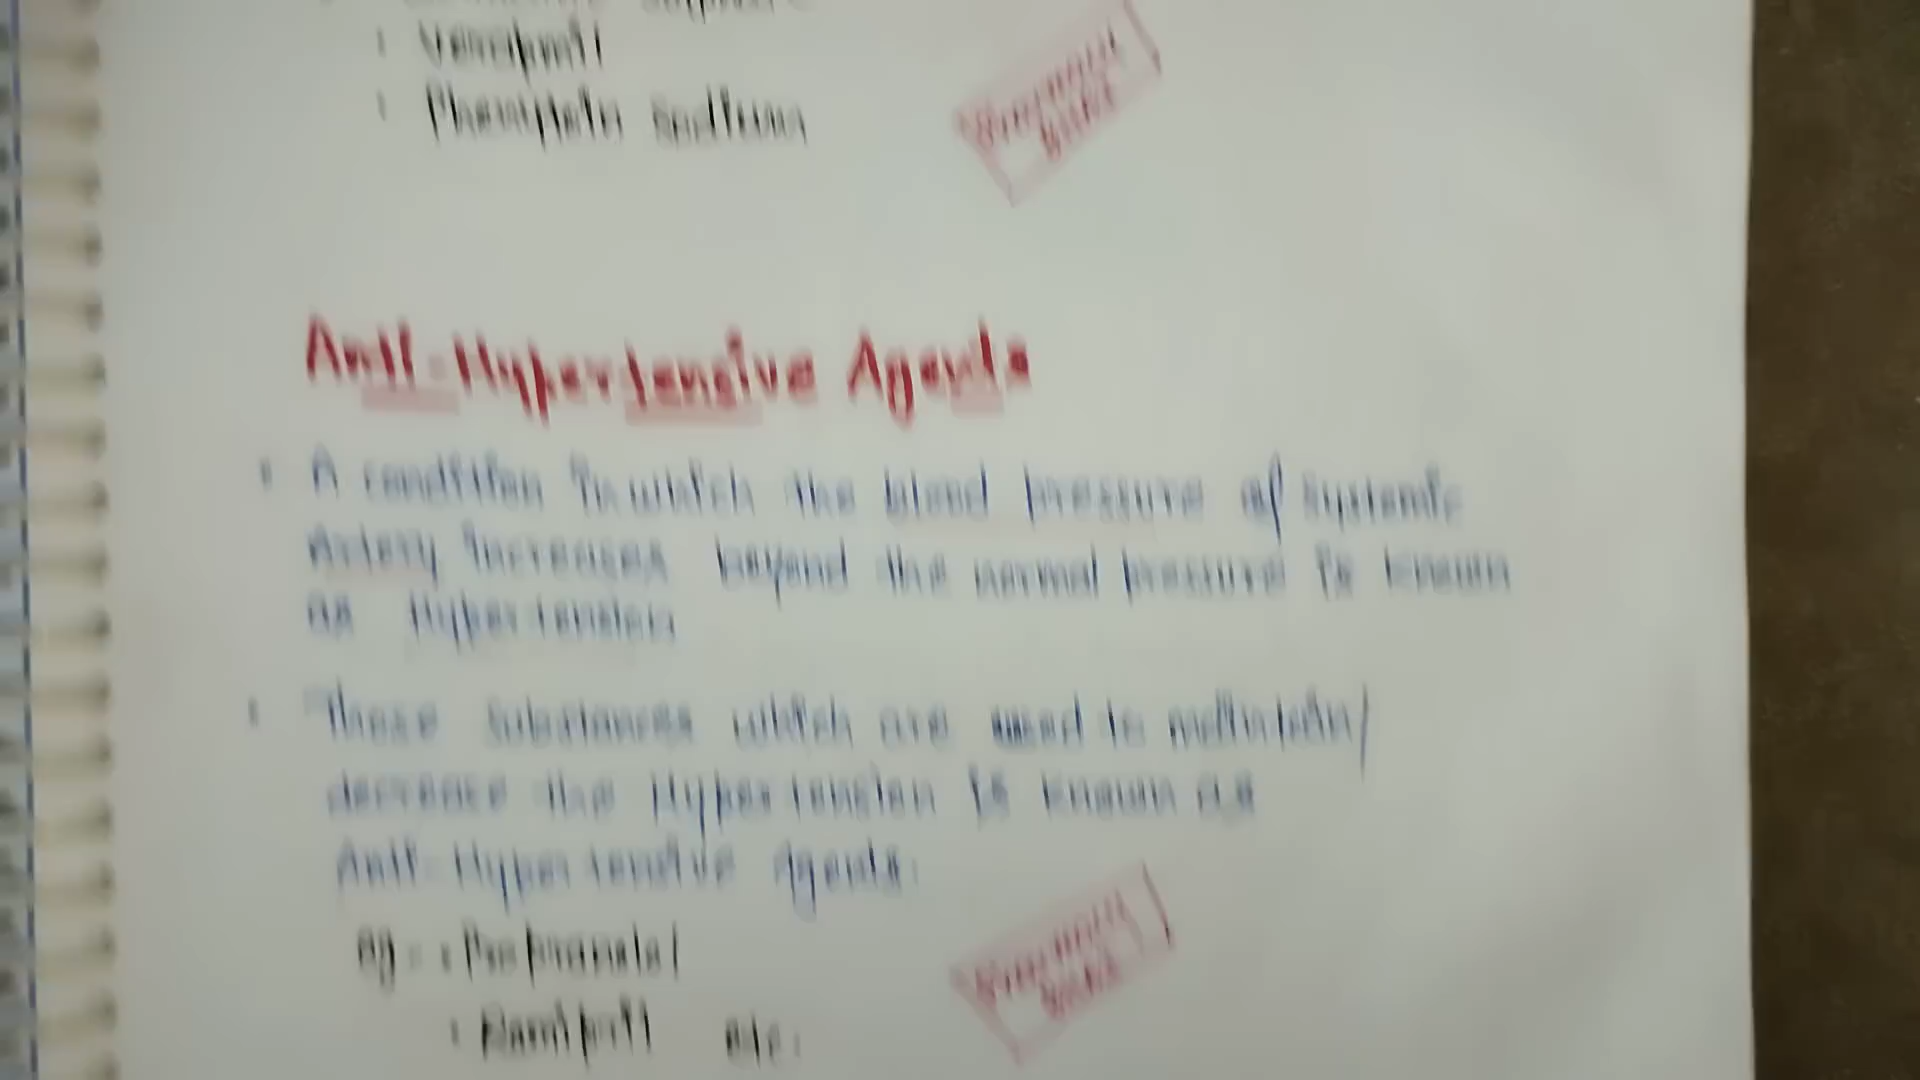 : Verapmil
: Phenytoin Sodium
Anti-Hypertensive Agents
: A condition in which the blood pressure of systemic
Artery increases beyond the normal pressure is known
as Hypertension
: Those substances which are used to maintain/
decrease the Hypertension is known as
Anti-Hypertensive Agents.
eg - : Propranolol
: Ramipril etc.